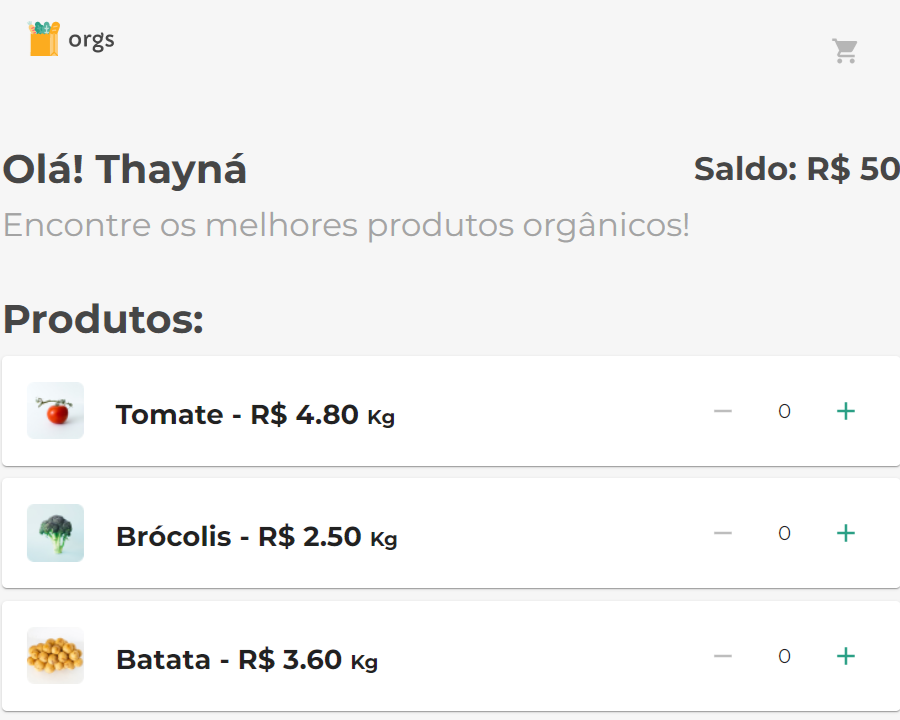 orgs
Olá! Thayná
Saldo: R$ 50
Encontre os melhores produtos orgânicos!
Produtos:
Tomate - R$ 4.80 Kg
0
Brócolis - R$ 2.50 Kg
0
Batata - R$ 3.60 Kg
0